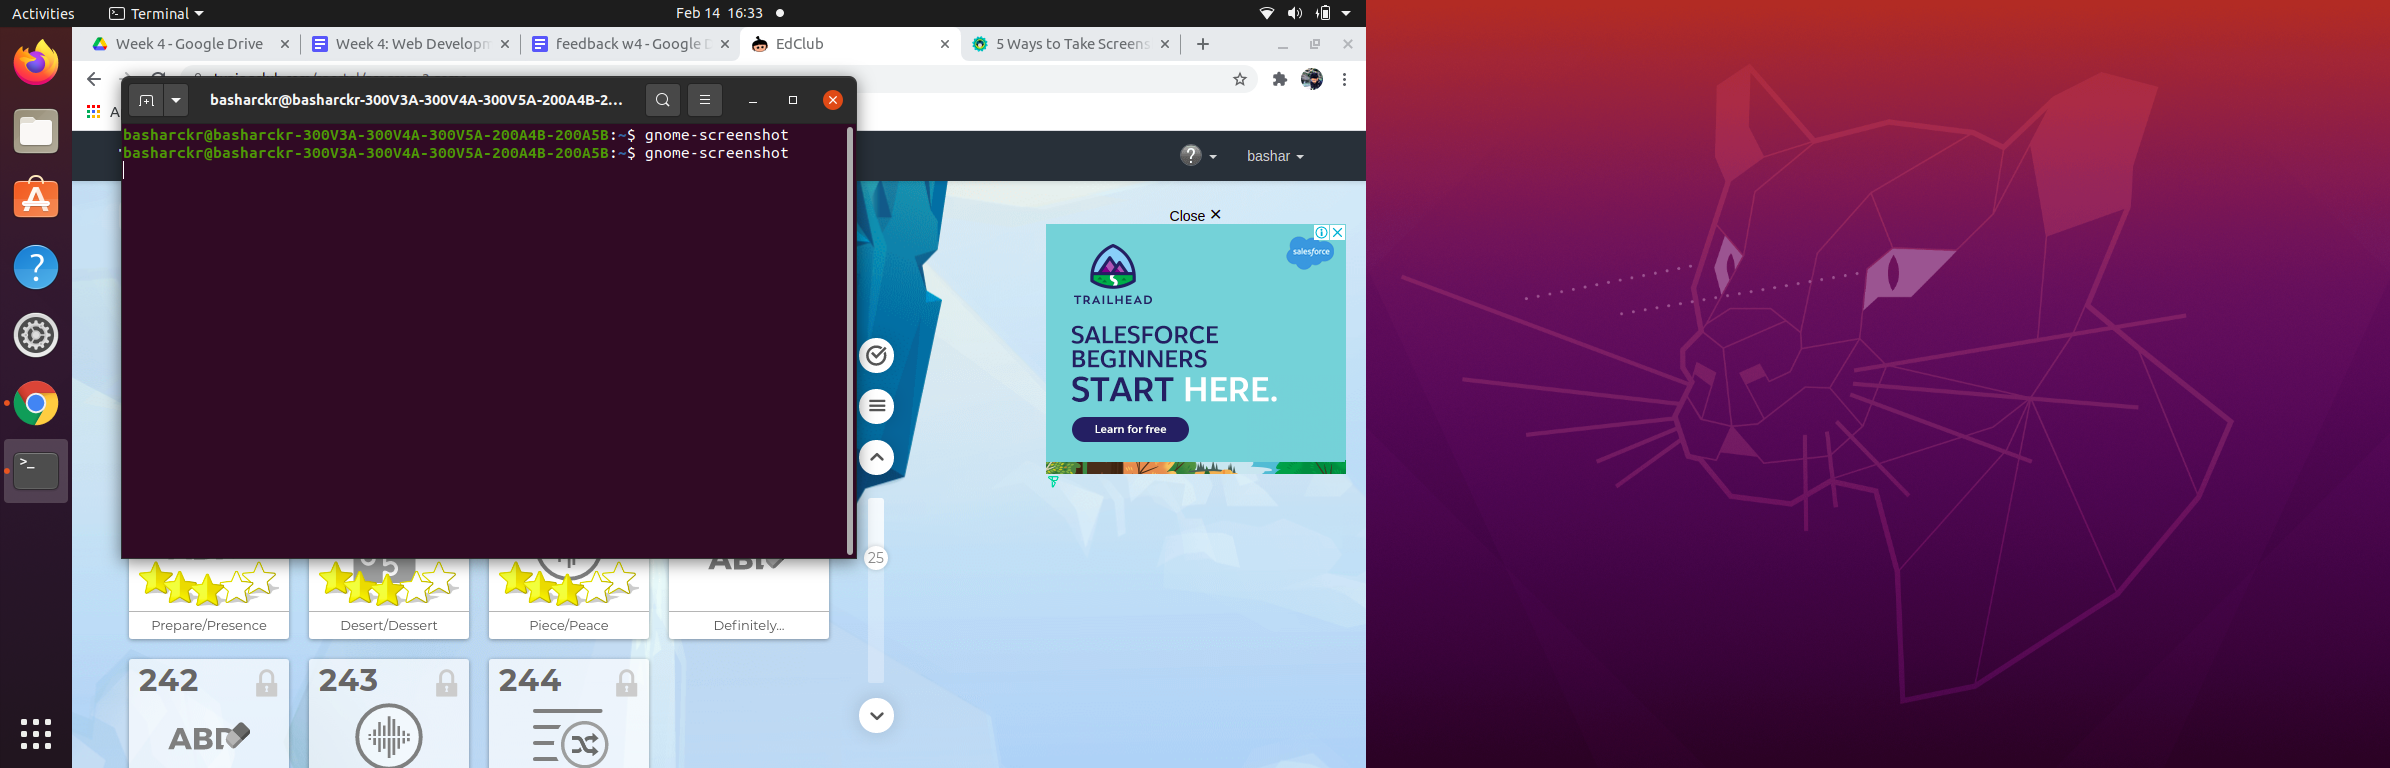 Activities
Terminal
Feb 14 16:33
Week 4 - Google Drive
Week 4: Web Developm
feedback w4 - Google D
EdClub
5 Ways to Take Screens
basharckr@basharckr-300V3A-300V4A-300V5A-200A4B-2...
basharckr@basharckr-300V3A-300V4A-300V5A-200A4B-200A5B:~$ gnome-screenshot
basharckr@basharckr-300V3A-300V4A-300V5A-200A4B-200A5B:~$ gnome-screenshot
bashar
Close ✕
salesforce
TRAILHEAD
SALESFORCE
BEGINNERS
START HERE.
Learn for free
25
Prepare/Presence
Desert/Dessert
Piece/Peace
Definitely...
242
243
244
ABD